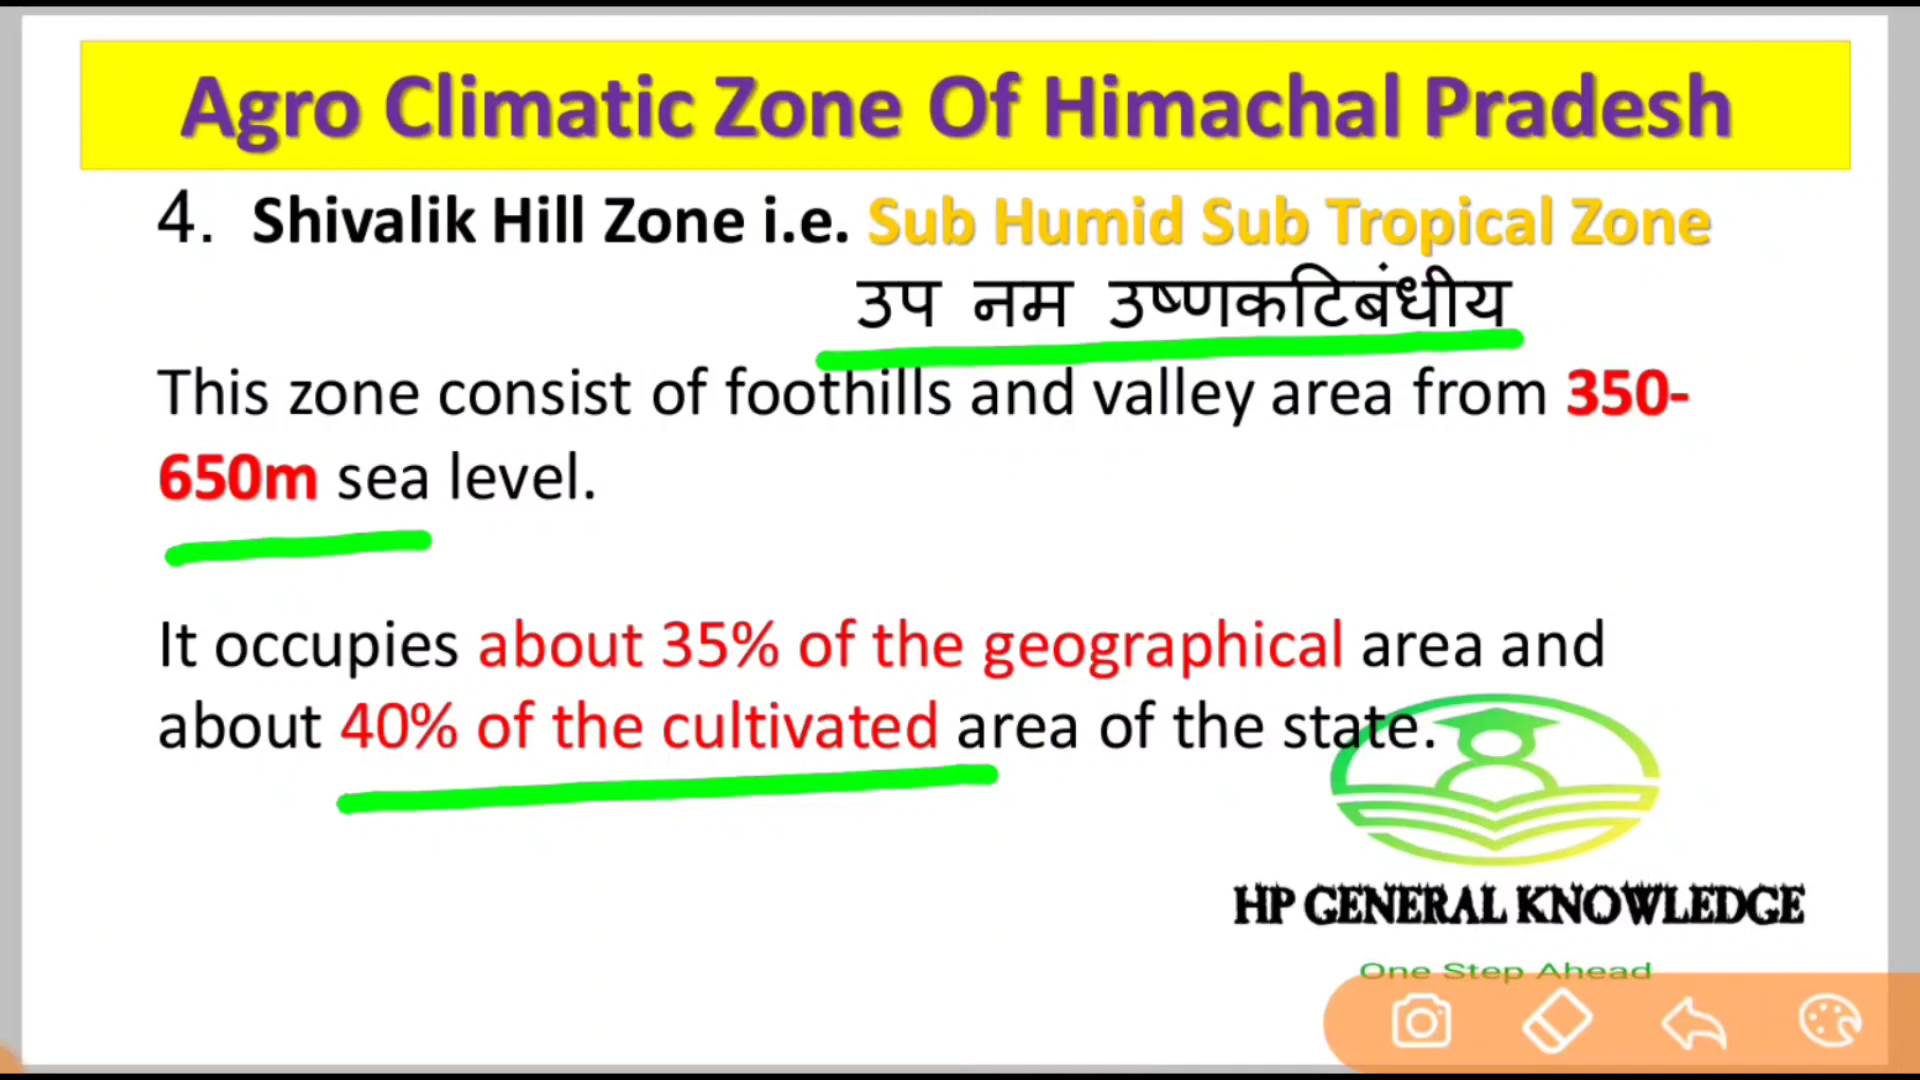 Agro Climatic Zone Of Himachal Pradesh
4. Shivalik Hill Zone i.e. Sub Humid Sub Tropical Zone
उप नम उष्णकटिबंधीय
This zone consist of foothills and valley area from 350-
650m sea level.
It occupies about 35% of the geographical area and
about 40% of the cultivated area of the state.
HP GENERAL KNOWLEDGE
One Step Ahead